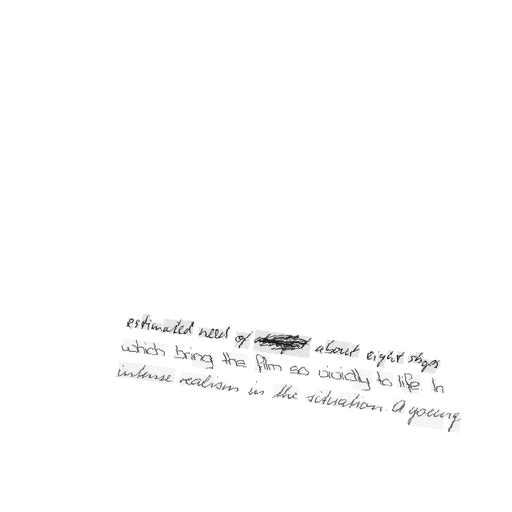 estimated need of about eight shops
which bring the film so vividly to life. In
intense realism in the situation. A young